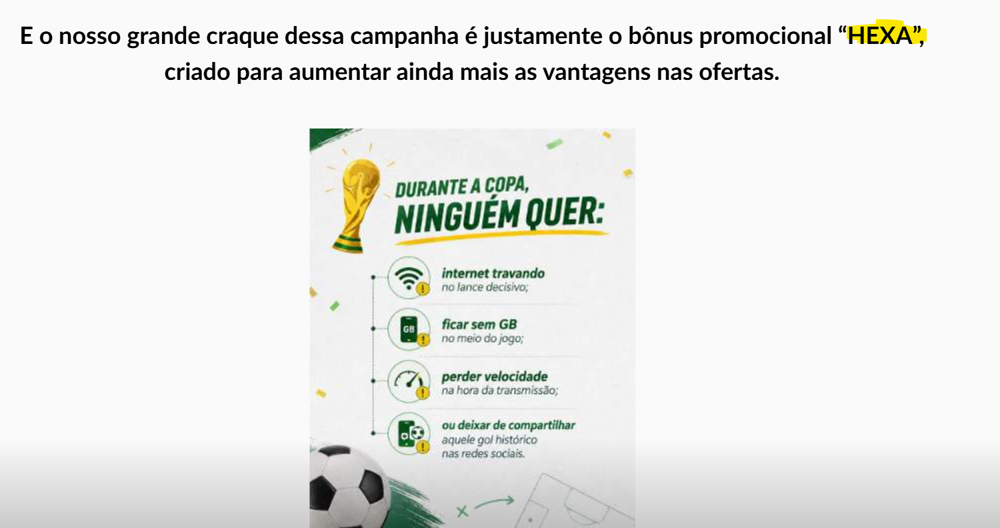 E o nosso grande craque dessa campanha é justamente o bônus promocional “HEXA”,
criado para aumentar ainda mais as vantagens nas ofertas.
DURANTE A COPA,
NINGUÉM QUER:
internet travando
no lance decisivo;
GB
ficar sem GB
no meio do jogo;
perder velocidade
na hora da transmissão;
ou deixar de compartilhar
aquele gol histórico
nas redes sociais.